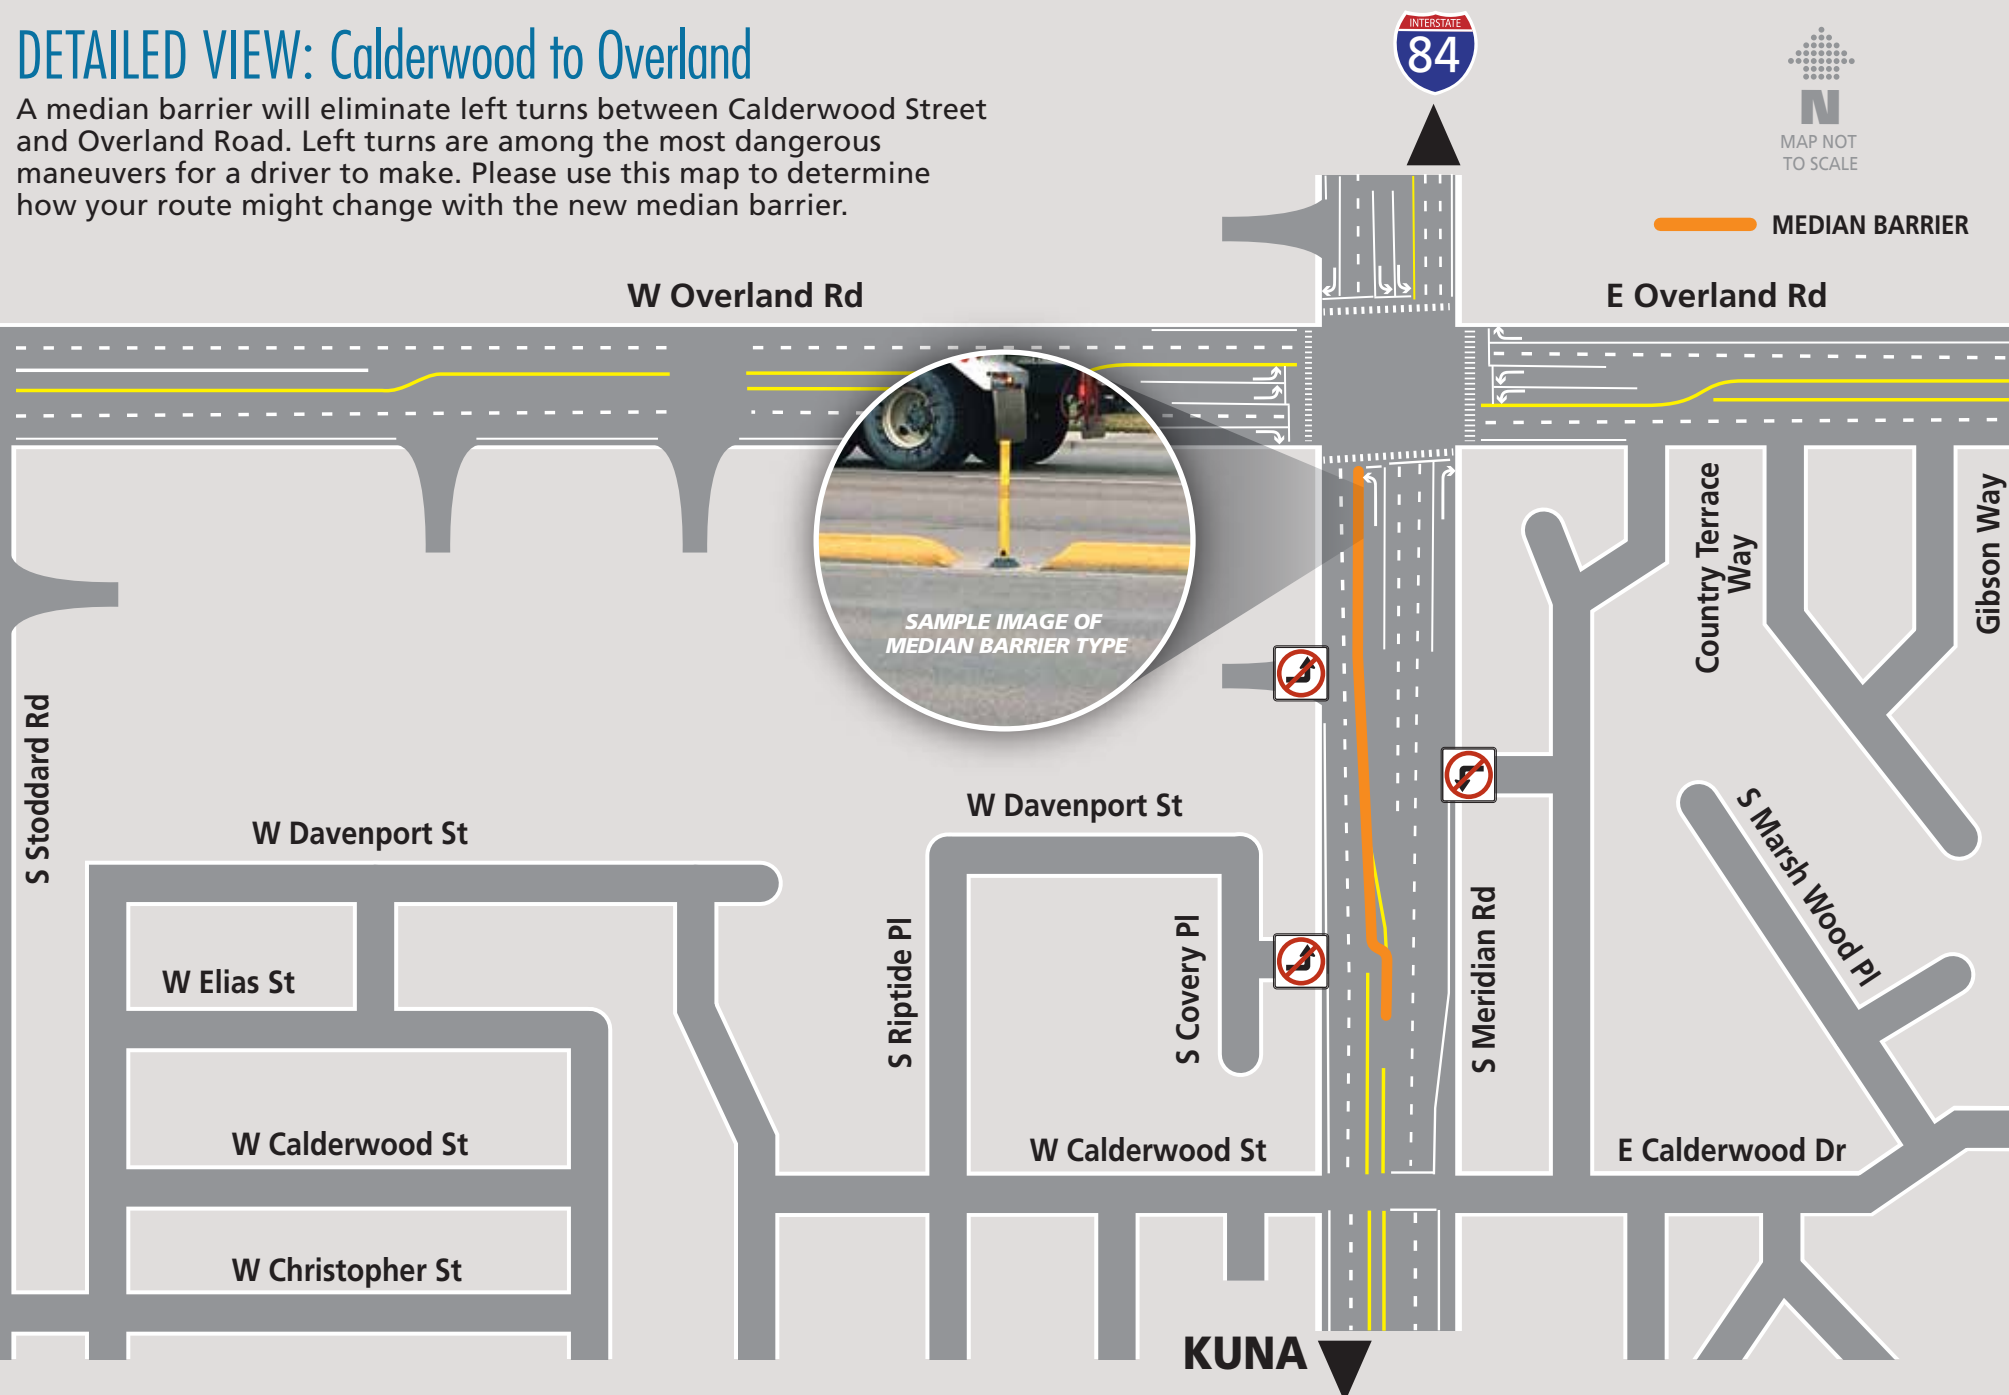 DETAILED VIEW: Calderwood to Overland
A median barrier will eliminate left turns between Calderwood Street
and Overland Road. Left turns are among the most dangerous
maneuvers for a driver to make. Please use this map to determine
how your route might change with the new median barrier.
INTERSTATE
84
N
MAP NOT
TO SCALE
MEDIAN BARRIER
W Overland Rd
E Overland Rd
SAMPLE IMAGE OF
MEDIAN BARRIER TYPE
Country Terrace
Way
Gibson Way
S Stoddard Rd
W Davenport St
W Davenport St
S Marsh Wood Pl
W Elias St
S Riptide Pl
S Covery Pl
S Meridian Rd
W Calderwood St
W Calderwood St
E Calderwood Dr
W Christopher St
KUNA